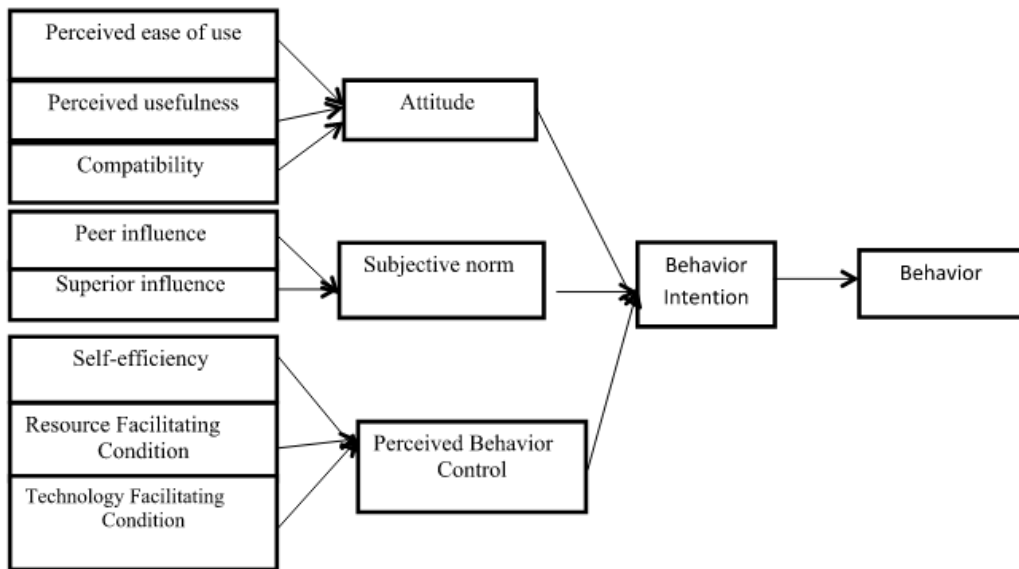 Perceived ease of use
Perceived usefulness
Compatibility
Attitude
Peer influence
Superior influence
Subjective norm
Self-efficiency
Resource Facilitating
Condition
Technology Facilitating
Condition
Perceived Behavior
Control
Behavior
Intention
Behavior